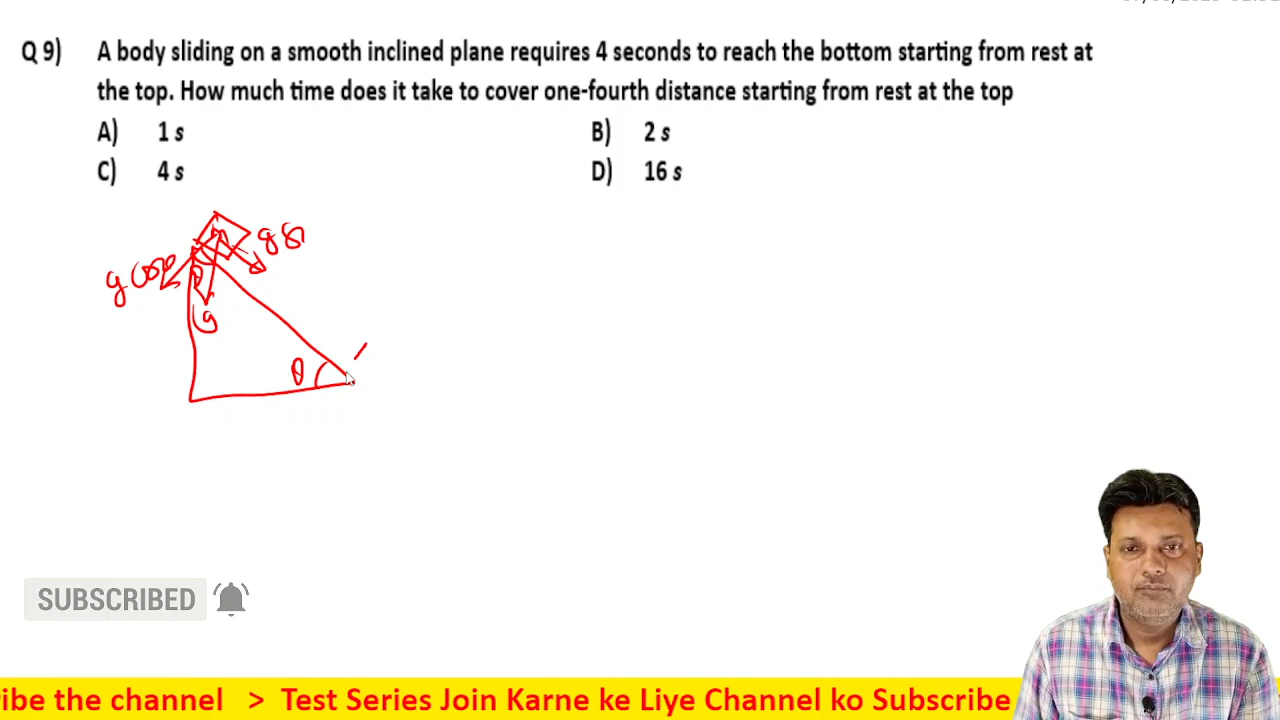 Q 9) A body sliding on a smooth inclined plane requires 4 seconds to reach the bottom starting from rest at
the top. How much time does it take to cover one-fourth distance starting from rest at the top
A) 1 s B) 2 s
C) 4 s D) 16 s
g
g cos
g
θ
SUBSCRIBED
ibe the channel > Test Series Join Karne ke Liye Channel ko Subscribe